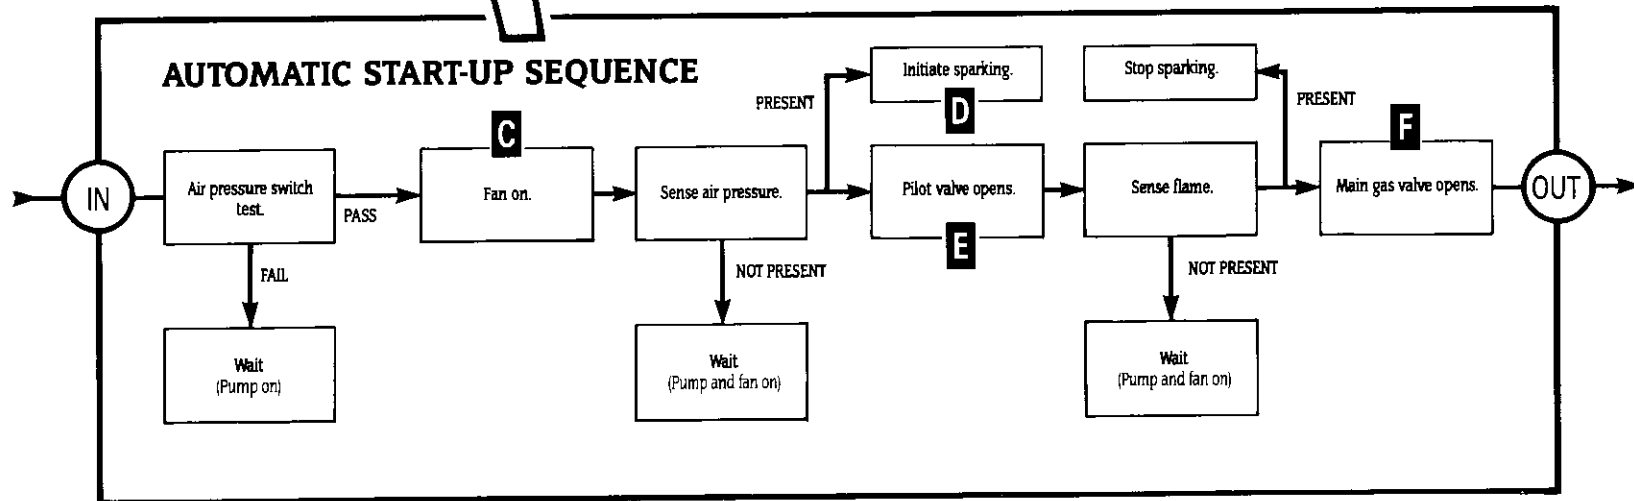 AUTOMATIC START-UP SEQUENCE
IN
Air pressure switch
test.
PASS
FAIL
Wait
(Pump on)
C
Fan on.
Sense air pressure.
PRESENT
NOT PRESENT
Wait
(Pump and fan on)
Initiate sparking.
D
Pilot valve opens.
E
Sense flame.
PRESENT
Stop sparking.
NOT PRESENT
Wait
(Pump and fan on)
F
Main gas valve opens.
OUT